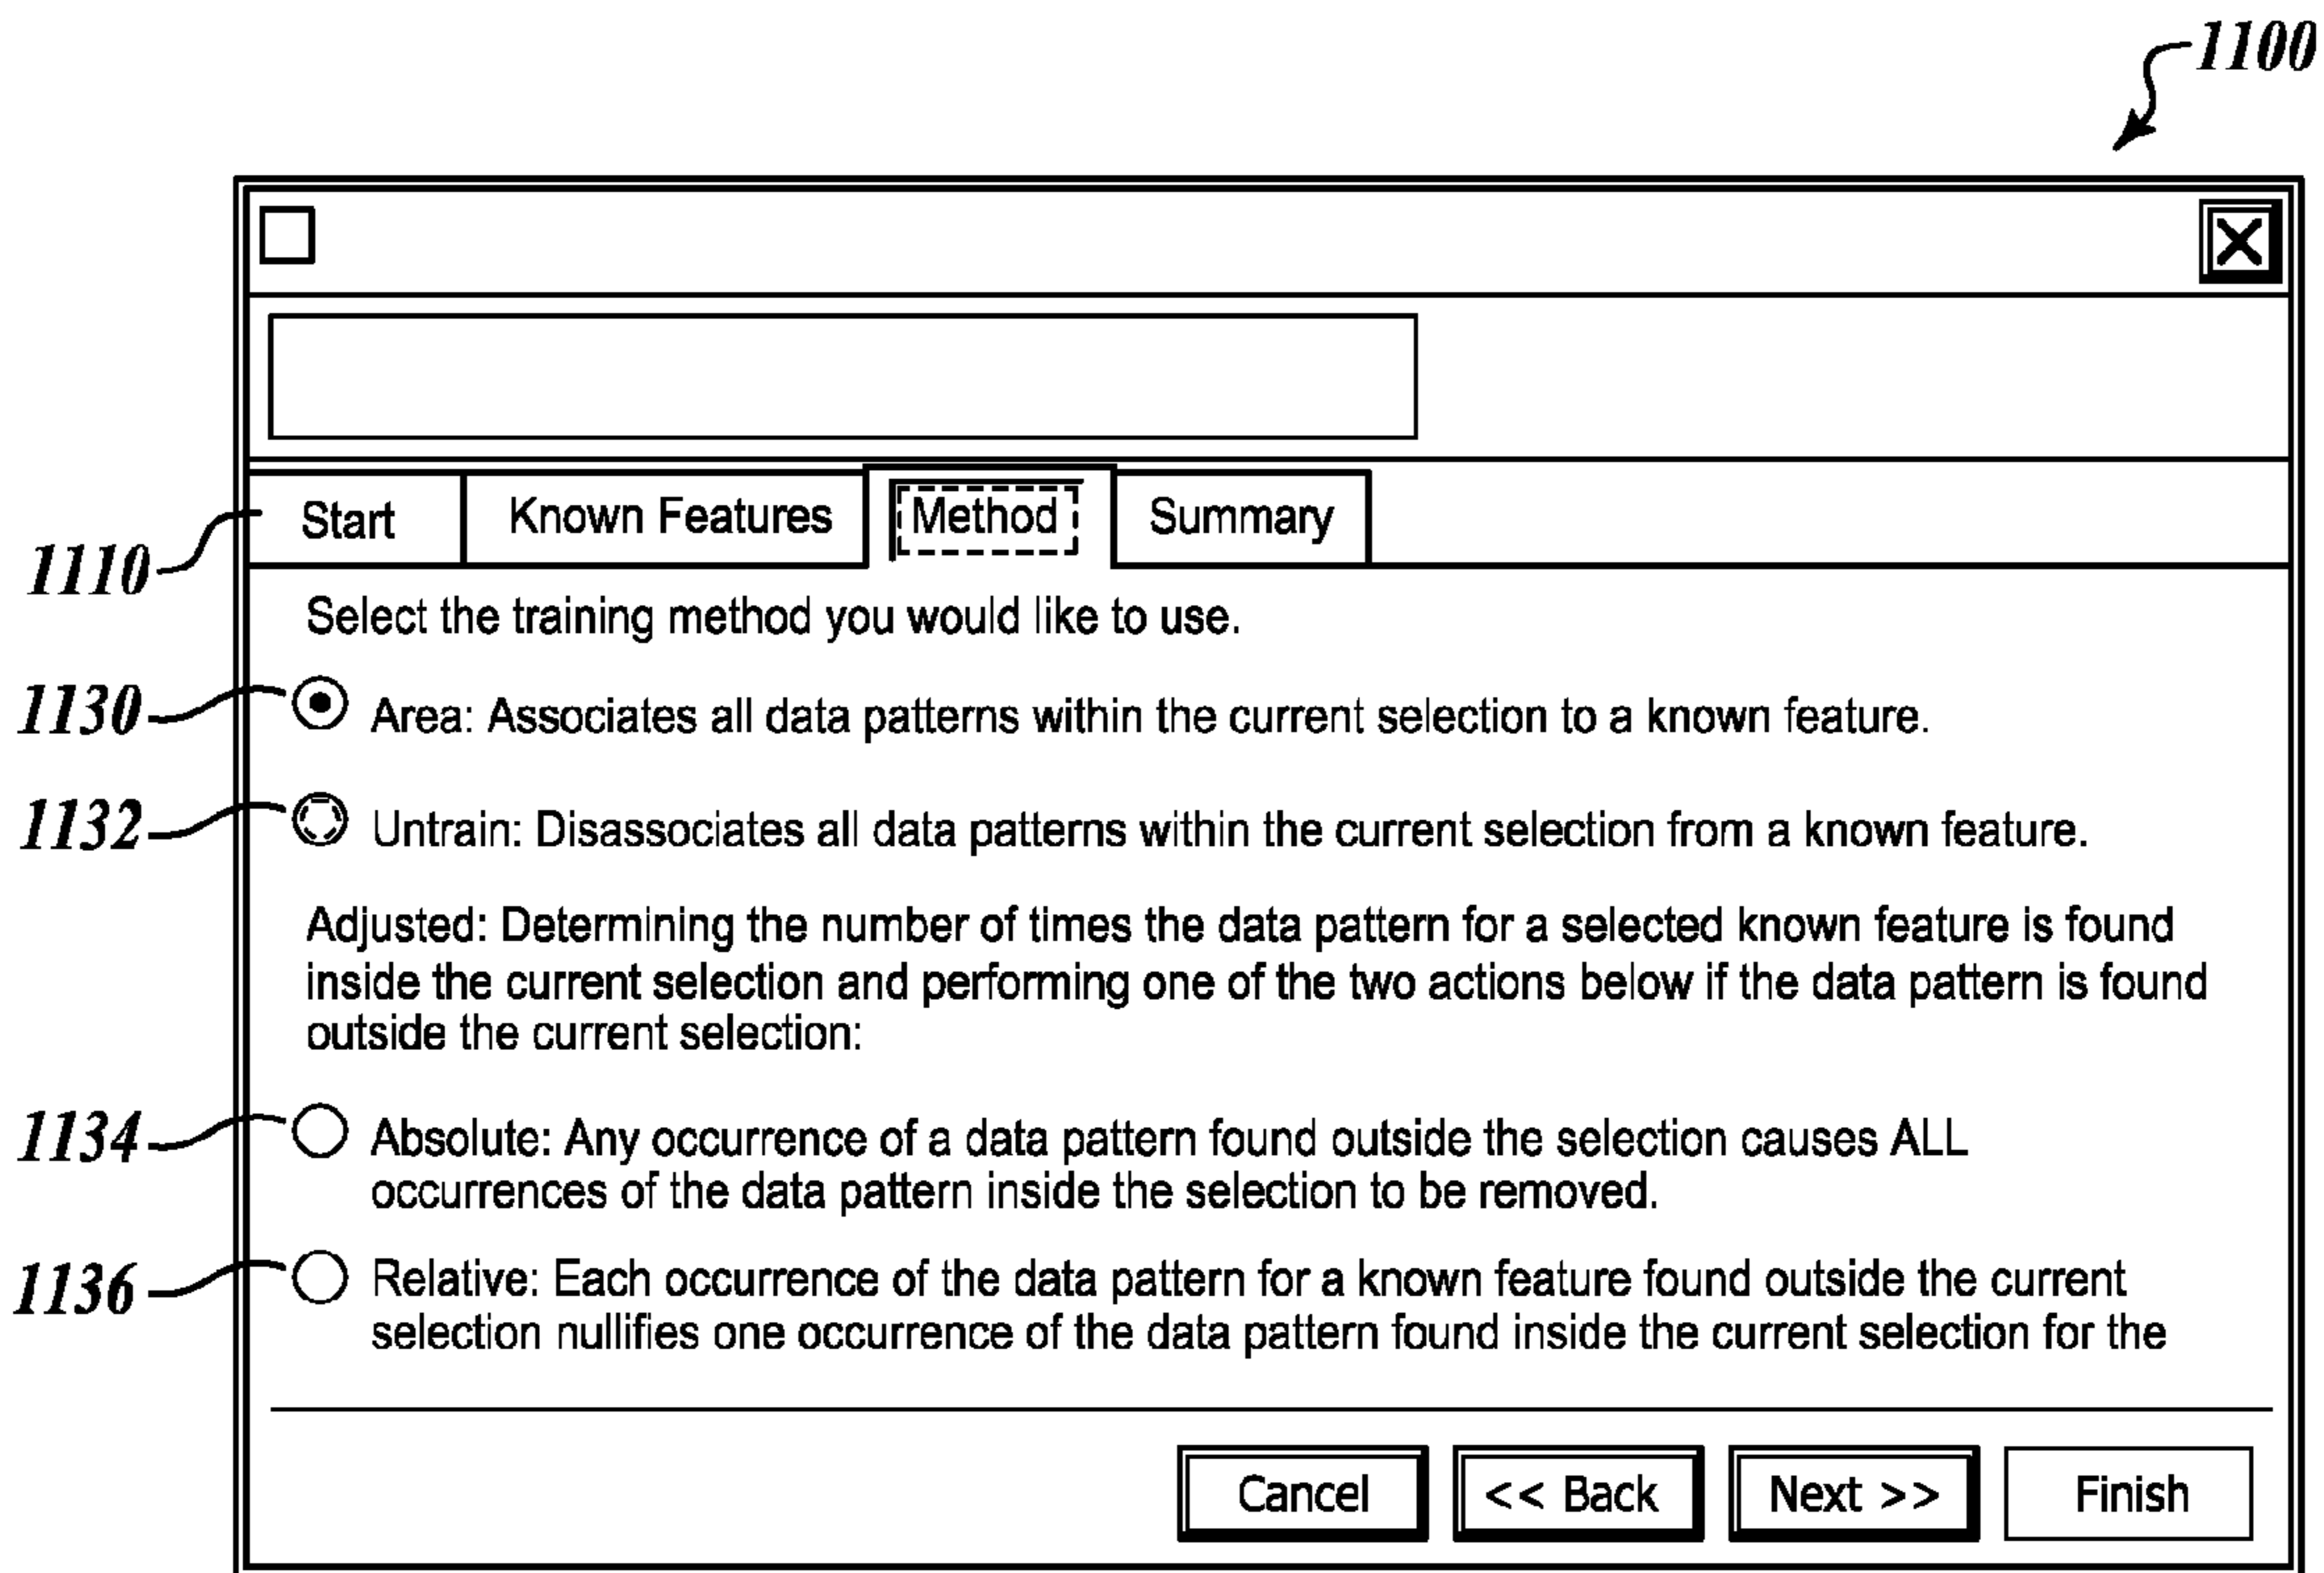 1100
Start Known Features Method Summary
1110
Select the training method you would like to use.
1130 Area: Associates all data patterns within the current selection to a known feature.
1132 Untrain: Disassociates all data patterns within the current selection from a known feature.
Adjusted: Determining the number of times the data pattern for a selected known feature is found
inside the current selection and performing one of the two actions below if the data pattern is found
outside the current selection:
1134 Absolute: Any occurrence of a data pattern found outside the selection causes ALL
occurrences of the data pattern inside the selection to be removed.
1136 Relative: Each occurrence of the data pattern for a known feature found outside the current
selection nullifies one occurrence of the data pattern found inside the current selection for the
Cancel << Back Next >> Finish